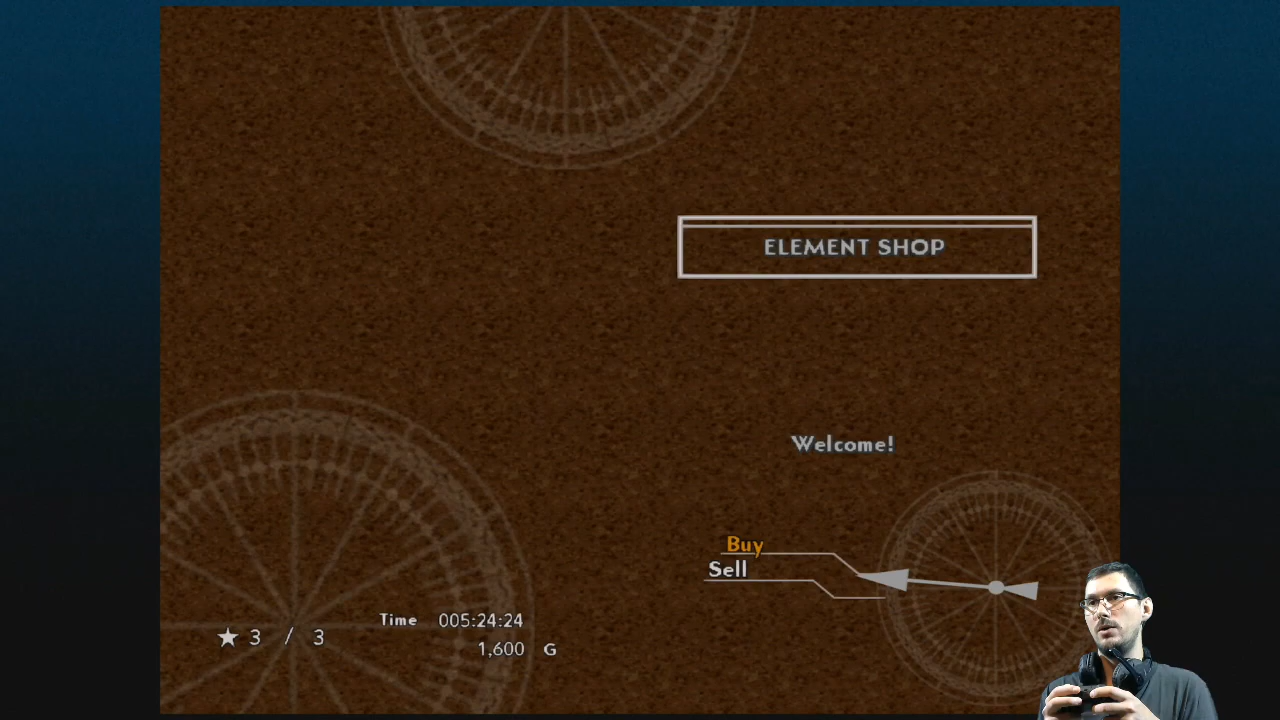 ELEMENT SHOP
Welcome!
Buy
Sell
★ 3 / 3
Time 005:24:24
1,600 G